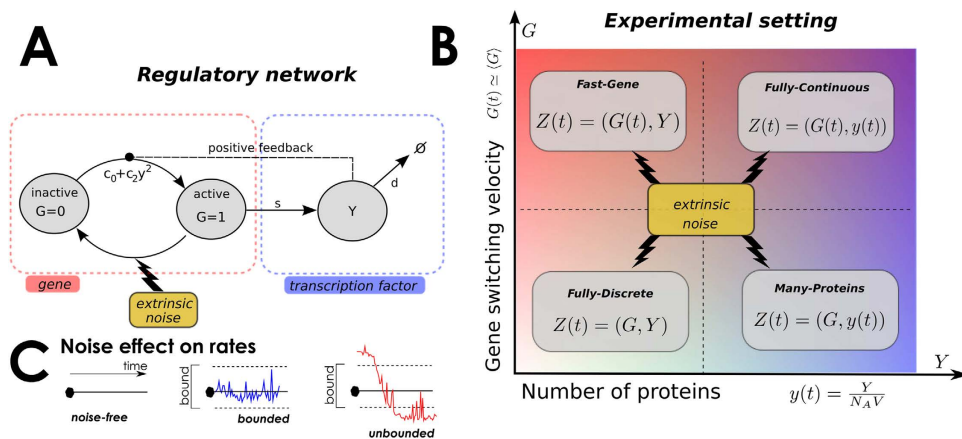 A
Regulatory network
positive feedback
c₀+c₂y²
inactive
G=0
active
G=1
s
Y
d
Ø
gene
transcription factor
extrinsic
noise
B
Experimental setting
G
G(t) ≃ ⟨G⟩
Gene switching velocity
Fast-Gene
Z(t) = (G(t), Y)
Fully-Continuous
Z(t) = (G(t), y(t))
extrinsic
noise
Fully-Discrete
Z(t) = (G, Y)
Many-Proteins
Z(t) = (G, y(t))
Y
Number of proteins
y(t) = Y / N_A V
C
Noise effect on rates
time
noise-free
bound
bounded
bound
unbounded